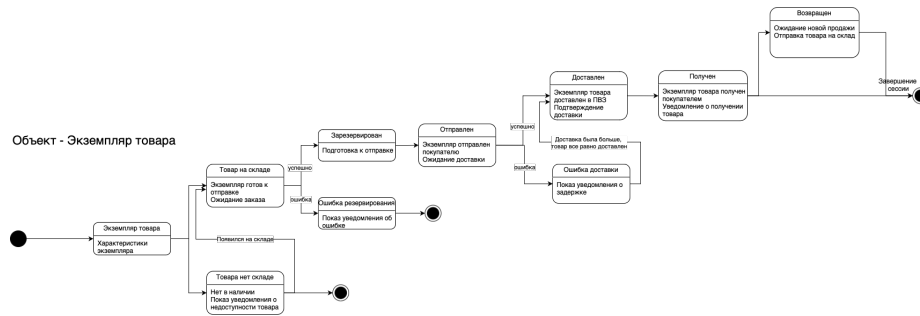 Возвращен
Ожидание новой продажи
Отправка товара на склад
Доставлен
Экземпляр товара
доставлен в ПВЗ
Подтверждение
доставки
Получен
Экземпляр товара получен
покупателем
Уведомление о получении
товара
Завершение
сессии
Объект - Экземпляр товара
Зарезервирован
Подготовка к отправке
Отправлен
Экземпляр отправлен
покупателю
Ожидание доставки
успешно
Доставка была больше,
товар все равно доставлен
ошибка
Ошибка доставки
Показ уведомления о
задержке
Товар на складе
Экземпляр готов к
отправке
Ожидание заказа
успешно
ошибка
Ошибка резервирования
Показ уведомления об
ошибке
Экземпляр товара
Характеристики
экземпляра
Появился на складе
Товара нет складе
Нет в наличии
Показ уведомления о
недоступности товара